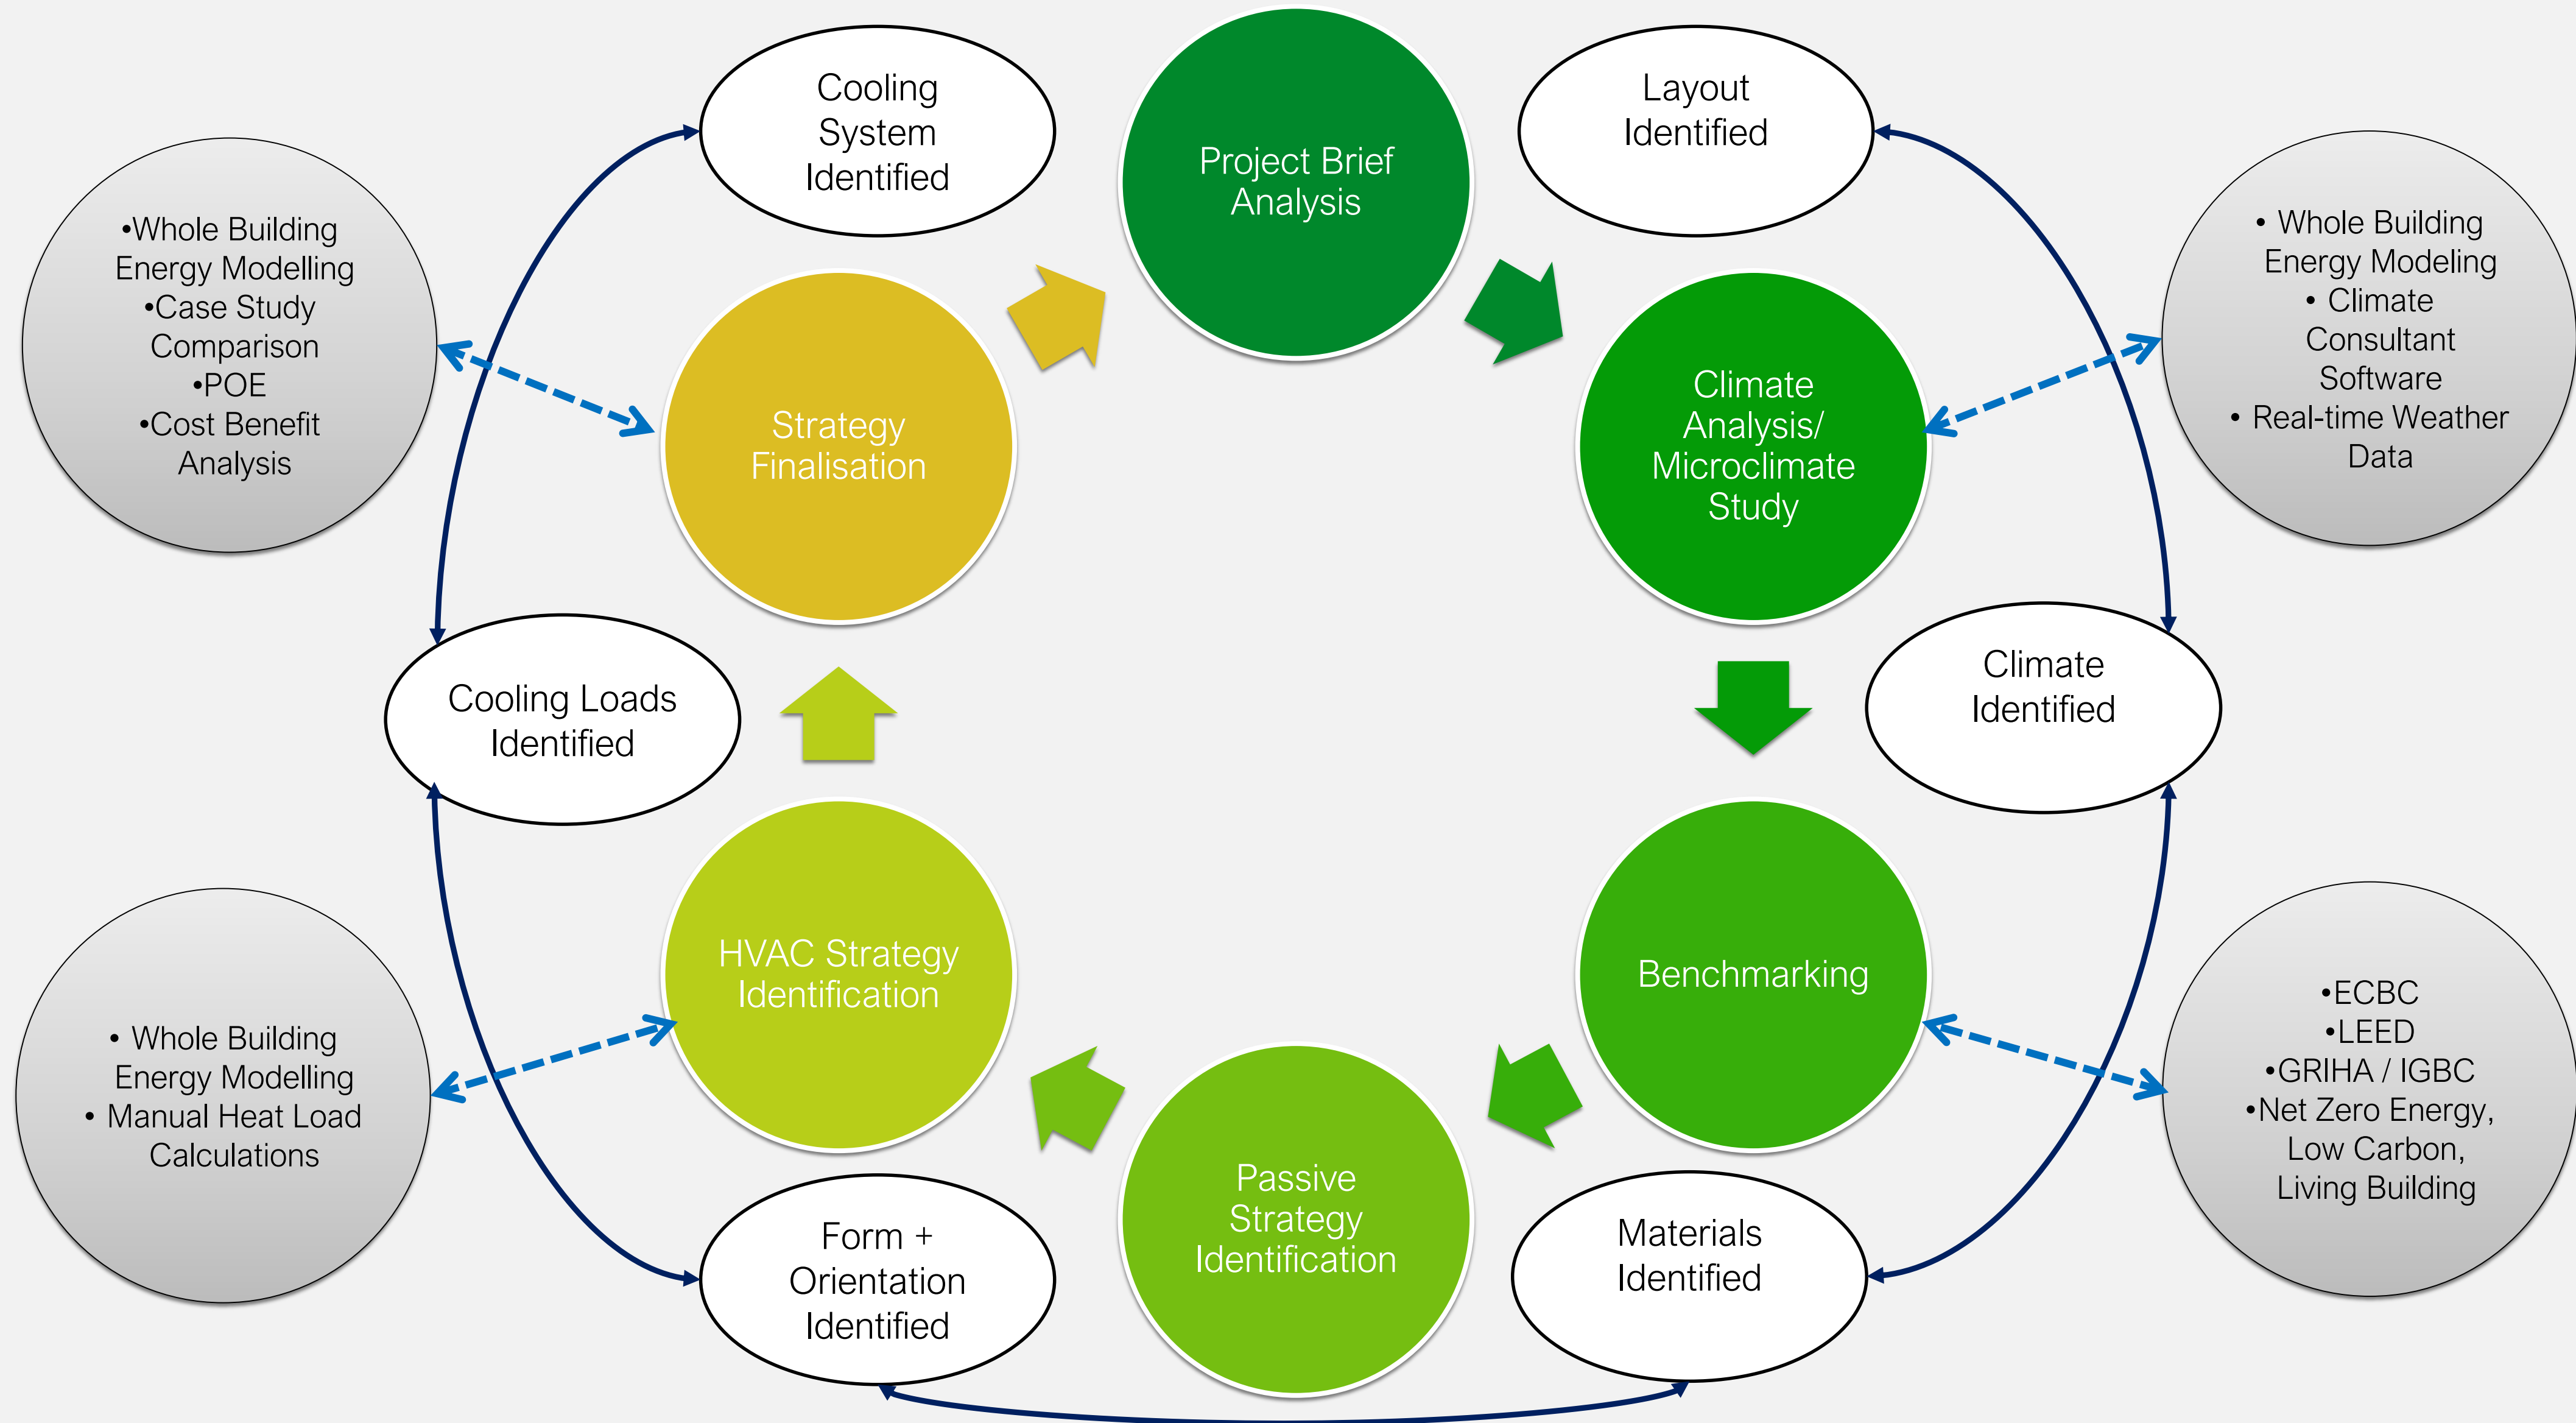 Cooling
System
Identified
Project Brief
Analysis
Layout
Identified
•Whole Building
Energy Modelling
•Case Study
Comparison
•POE
•Cost Benefit
Analysis
Strategy
Finalisation
Climate
Analysis/
Microclimate
Study
• Whole Building
Energy Modeling
• Climate
Consultant
Software
• Real-time Weather
Data
Cooling Loads
Identified
Climate
Identified
HVAC Strategy
Identification
Benchmarking
• Whole Building
Energy Modelling
• Manual Heat Load
Calculations
•ECBC
•LEED
•GRIHA / IGBC
•Net Zero Energy,
Low Carbon,
Living Building
Form +
Orientation
Identified
Passive
Strategy
Identification
Materials
Identified